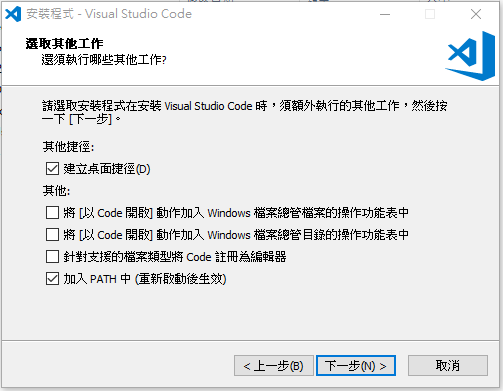 安裝程式 - Visual Studio Code
選取其他工作
還須執行哪些其他工作?
請選取安裝程式在安裝 Visual Studio Code 時，須額外執行的其他工作，然後按
一下 [下一步]。
其他捷徑:
建立桌面捷徑(D)
其他:
將 [以 Code 開啟] 動作加入 Windows 檔案總管檔案的操作功能表中
將 [以 Code 開啟] 動作加入 Windows 檔案總管目錄的操作功能表中
針對支援的檔案類型將 Code 註冊為編輯器
加入 PATH 中 (重新啟動後生效)
< 上一步(B) 下一步(N) > 取消